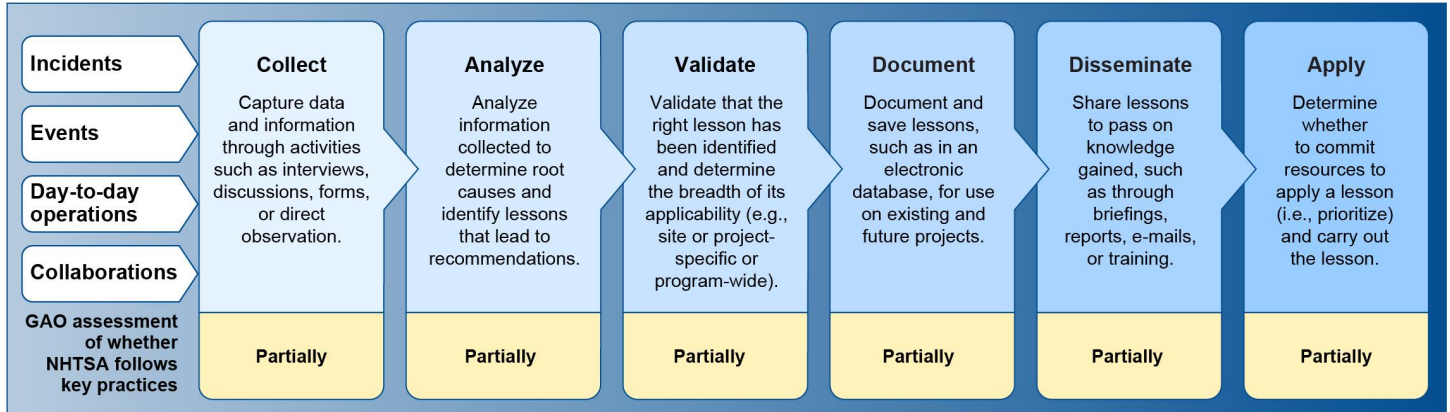 Incidents
Events
Day-to-day
operations
Collaborations
GAO assessment
of whether
NHTSA follows
key practices
Collect
Capture data
and information
through activities
such as interviews,
discussions, forms,
or direct
observation.
Partially
Analyze
Analyze
information
collected to
determine root
causes and
identify lessons
that lead to
recommendations.
Partially
Validate
Validate that the
right lesson has
been identified
and determine
the breadth of its
applicability (e.g.,
site or project-
specific or
program-wide).
Partially
Document
Document and
save lessons,
such as in an
electronic
database, for use
on existing and
future projects.
Partially
Disseminate
Share lessons
to pass on
knowledge
gained, such
as through
briefings,
reports, e-mails,
or training.
Partially
Apply
Determine
whether
to commit
resources to
apply a lesson
(i.e., prioritize)
and carry out
the lesson.
Partially